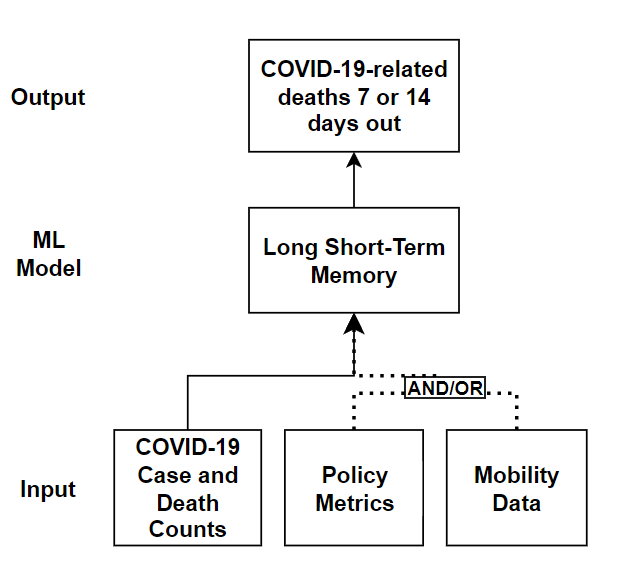 Output
COVID-19-related
deaths 7 or 14
days out
ML
Model
Long Short-Term
Memory
AND/OR
Input
COVID-19
Case and
Death
Counts
Policy
Metrics
Mobility
Data